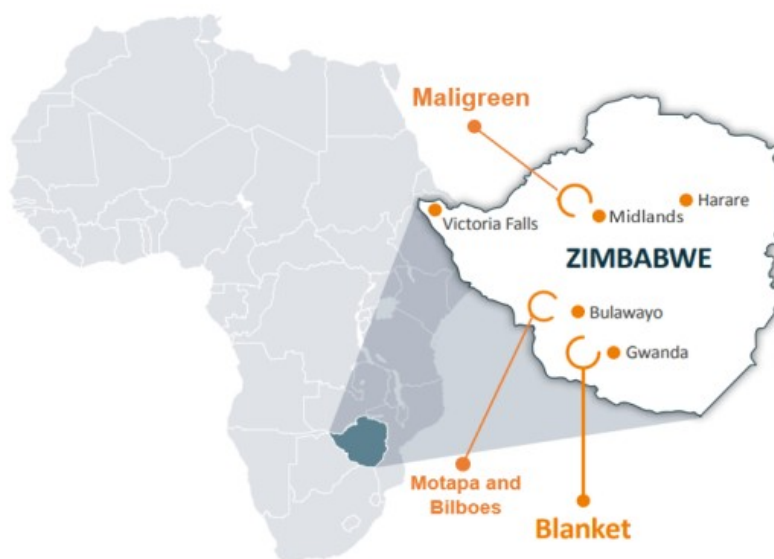 Maligreen
Harare
Victoria Falls
Midlands
ZIMBABWE
Bulawayo
Gwanda
Motapa and
Bilboes
Blanket